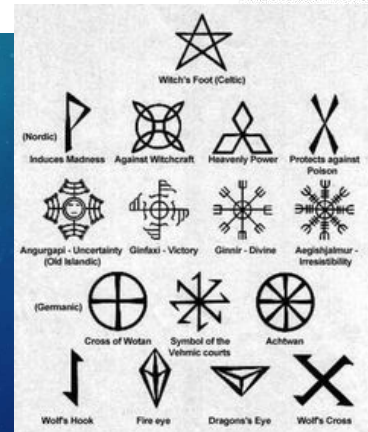 Witch's Foot (Celtic)
(Nordic)
Induces Madness Against Witchcraft Heavenly Power Protects against
Poison
Angurgapi - Uncertainty Ginfaxi - Victory Ginnir - Divine Aegishjalmur -
(Old Islandic) Irresistibility
(Germanic)
Cross of Wotan Symbol of the Achtwan
Vehmic courts
Wolf's Hook Fire eye Dragons's Eye Wolf's Cross